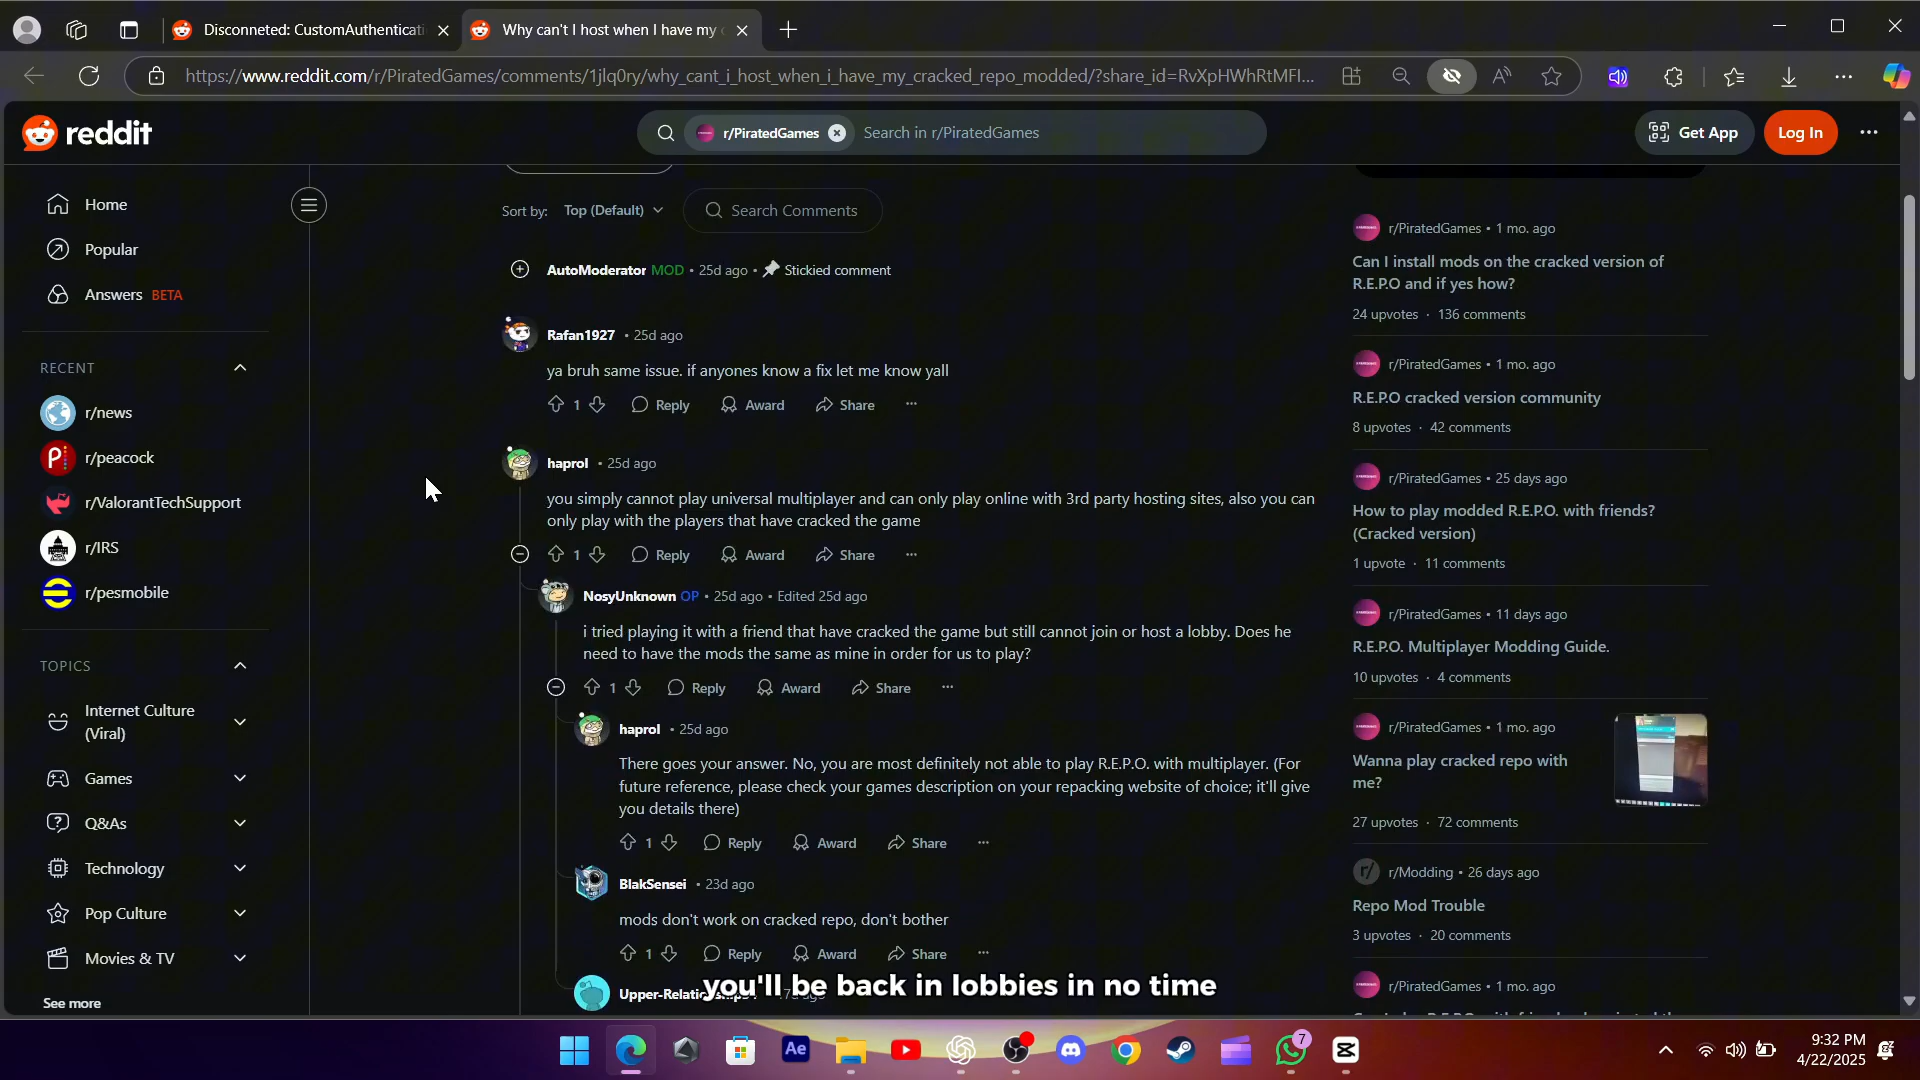 Disconneted: CustomAuthenticati
Why can't I host when I have my
https://www.reddit.com/r/PiratedGames/comments/1jlq0ry/why_cant_i_host_when_i_have_my_cracked_repo_modded/?share_id=RvXpHWhRtMFl...
reddit
r/PiratedGames
Search in r/PiratedGames
Get App
Log In
Home
Popular
Answers BETA
RECENT
r/news
r/peacock
r/ValorantTechSupport
r/IRS
r/pesmobile
TOPICS
Internet Culture
(Viral)
Games
Q&As
Technology
Pop Culture
Movies & TV
See more
Sort by: Top (Default)
Search Comments
AutoModerator MOD • 25d ago • Stickied comment
Rafan1927 • 25d ago
ya bruh same issue. if anyones know a fix let me know yall
1 Reply Award Share ...
haprol • 25d ago
you simply cannot play universal multiplayer and can only play online with 3rd party hosting sites, also you can
only play with the players that have cracked the game
1 Reply Award Share ...
NosyUnknown OP • 25d ago • Edited 25d ago
i tried playing it with a friend that have cracked the game but still cannot join or host a lobby. Does he
need to have the mods the same as mine in order for us to play?
1 Reply Award Share ...
haprol • 25d ago
There goes your answer. No, you are most definitely not able to play R.E.P.O. with multiplayer. (For
future reference, please check your games description on your repacking website of choice; it'll give
you details there)
1 Reply Award Share ...
BlakSensei • 23d ago
mods don't work on cracked repo, don't bother
1 Reply Award Share ...
you'll be back in lobbies in no time
r/PiratedGames • 1 mo. ago
Can I install mods on the cracked version of
R.E.P.O and if yes how?
24 upvotes · 136 comments
r/PiratedGames • 1 mo. ago
R.E.P.O cracked version community
8 upvotes · 42 comments
r/PiratedGames • 25 days ago
How to play modded R.E.P.O. with friends?
(Cracked version)
1 upvote · 11 comments
r/PiratedGames • 11 days ago
R.E.P.O. Multiplayer Modding Guide.
10 upvotes · 4 comments
r/PiratedGames • 1 mo. ago
Wanna play cracked repo with
me?
27 upvotes · 72 comments
r/Modding • 26 days ago
Repo Mod Trouble
3 upvotes · 20 comments
r/PiratedGames • 1 mo. ago
Ae
7
9:32 PM
4/22/2025